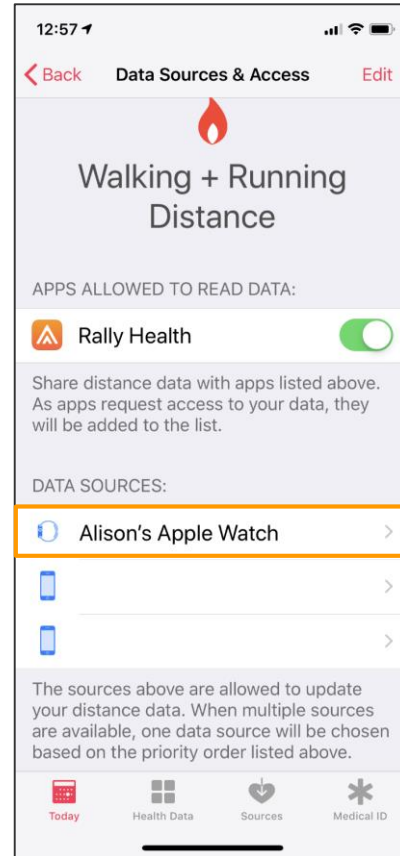 12:57
Back Data Sources & Access Edit
Walking + Running
Distance
APPS ALLOWED TO READ DATA:
Rally Health
Share distance data with apps listed above.
As apps request access to your data, they
will be added to the list.
DATA SOURCES:
Alison’s Apple Watch
The sources above are allowed to update
your distance data. When multiple sources
are available, one data source will be chosen
based on the priority order listed above.
Today Health Data Sources Medical ID